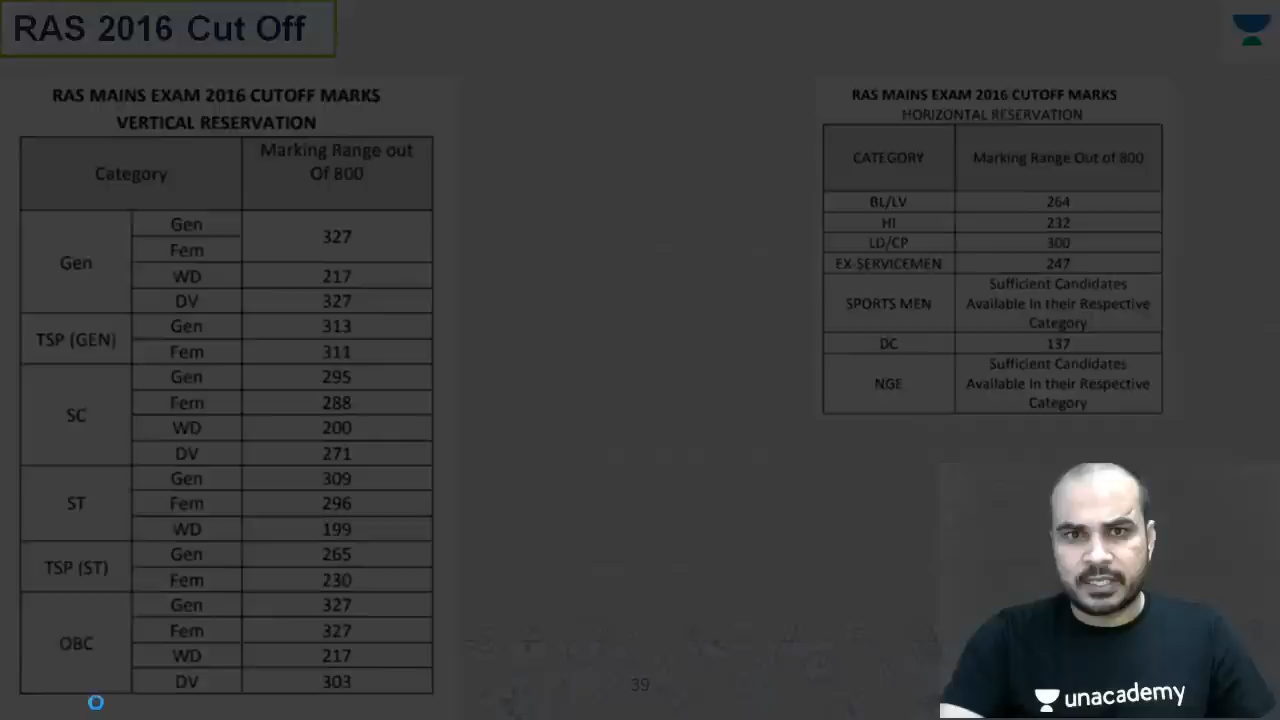 RAS 2016 Cut Off
RAS MAINS EXAM 2016 CUTOFF MARKS
VERTICAL RESERVATION
Category
Marking Range out
Of 800
Gen
Gen
327
Fem
WD 217
DV 327
TSP (GEN)
Gen 313
Fem 311
SC
Gen 295
Fem 288
WD 200
DV 271
ST
Gen 309
Fem 296
WD 199
TSP (ST)
Gen 265
Fem 230
OBC
Gen 327
Fem 327
WD 217
DV 303
RAS MAINS EXAM 2016 CUTOFF MARKS
HORIZONTAL RESERVATION
CATEGORY Marking Range Out of 800
BL/LV 264
HI 232
LD/CP 300
EX-SERVICEMEN 247
SPORTS MEN
Sufficient Candidates
Available In their Respective
Category
DC 137
NGE
Sufficient Candidates
Available In their Respective
Category
39
unacademy